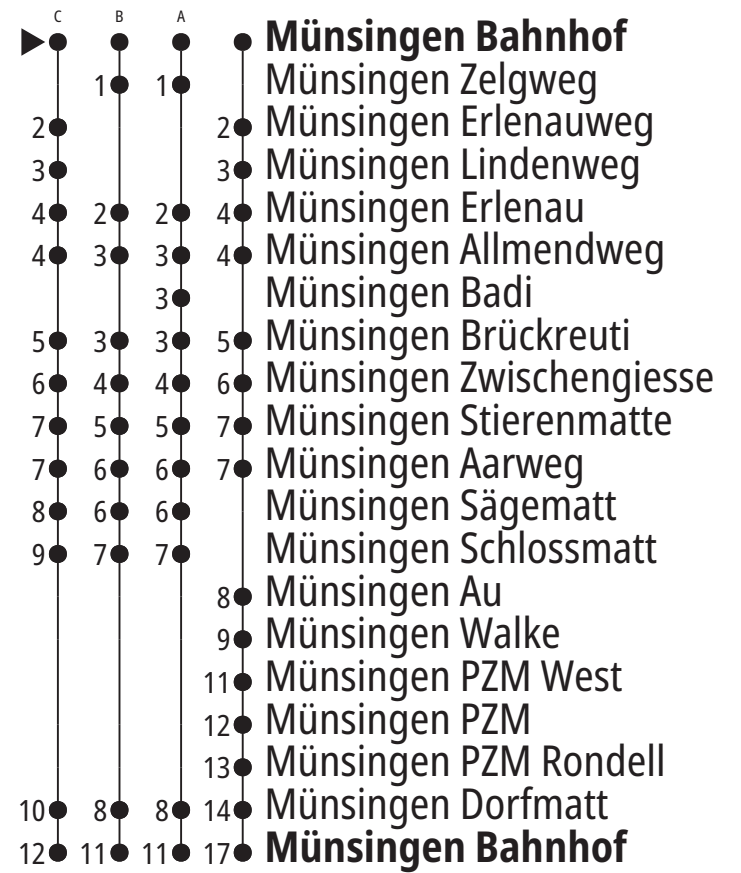 C B A
Münsingen Bahnhof
1 1 Münsingen Zelgweg
2 2 Münsingen Erlenauweg
3 3 Münsingen Lindenweg
4 2 2 4 Münsingen Erlenau
4 3 3 4 Münsingen Allmendweg
3 Münsingen Badi
5 3 3 5 Münsingen Brückreuti
6 4 4 6 Münsingen Zwischengiesse
7 5 5 7 Münsingen Stierenmatte
7 6 6 7 Münsingen Aarweg
8 6 6 Münsingen Sägematt
9 7 7 Münsingen Schlossmatt
8 Münsingen Au
9 Münsingen Walke
11 Münsingen PZM West
12 Münsingen PZM
13 Münsingen PZM Rondell
10 8 8 14 Münsingen Dorfmatt
12 11 11 17 Münsingen Bahnhof